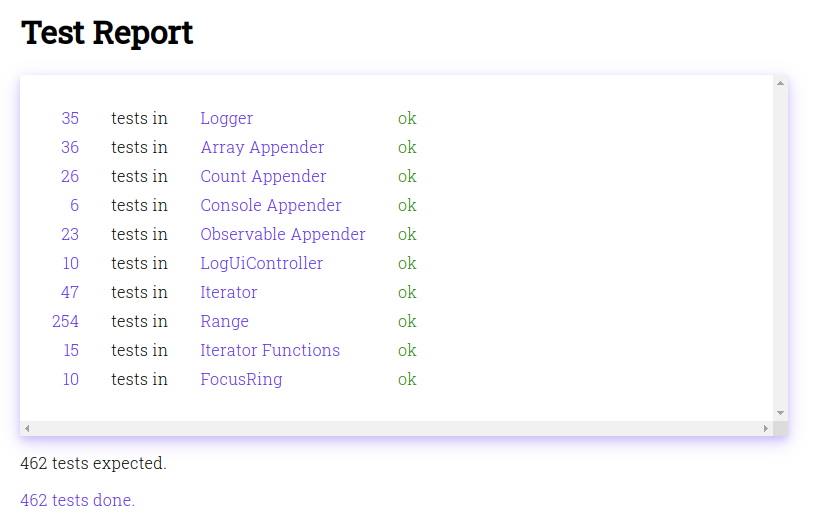 Test Report
35 tests in Logger ok
36 tests in Array Appender ok
26 tests in Count Appender ok
6 tests in Console Appender ok
23 tests in Observable Appender ok
10 tests in LogUiController ok
47 tests in Iterator ok
254 tests in Range ok
15 tests in Iterator Functions ok
10 tests in FocusRing ok
462 tests expected.
462 tests done.